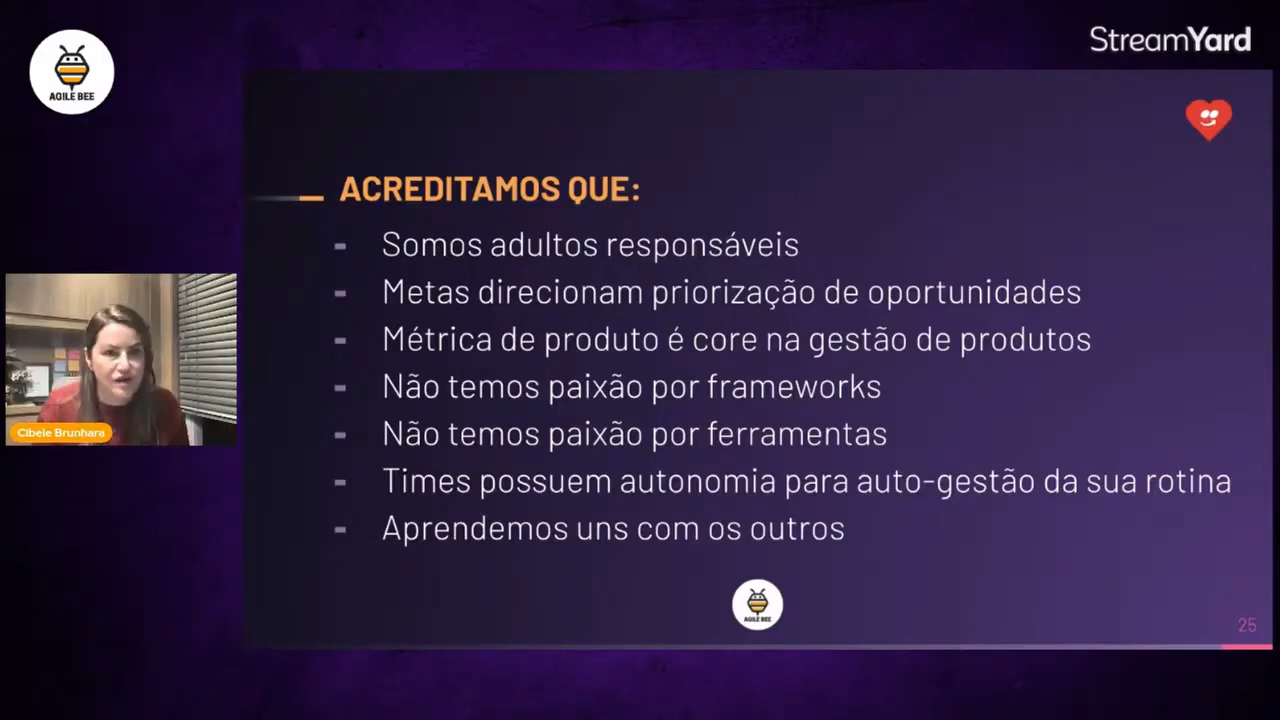 AGILE BEE
StreamYard
ACREDITAMOS QUE:
- Somos adultos responsáveis
- Metas direcionam priorização de oportunidades
- Métrica de produto é core na gestão de produtos
- Não temos paixão por frameworks
- Não temos paixão por ferramentas
- Times possuem autonomia para auto-gestão da sua rotina
- Aprendemos uns com os outros
Cibele Brunhara
AGILE BEE
25